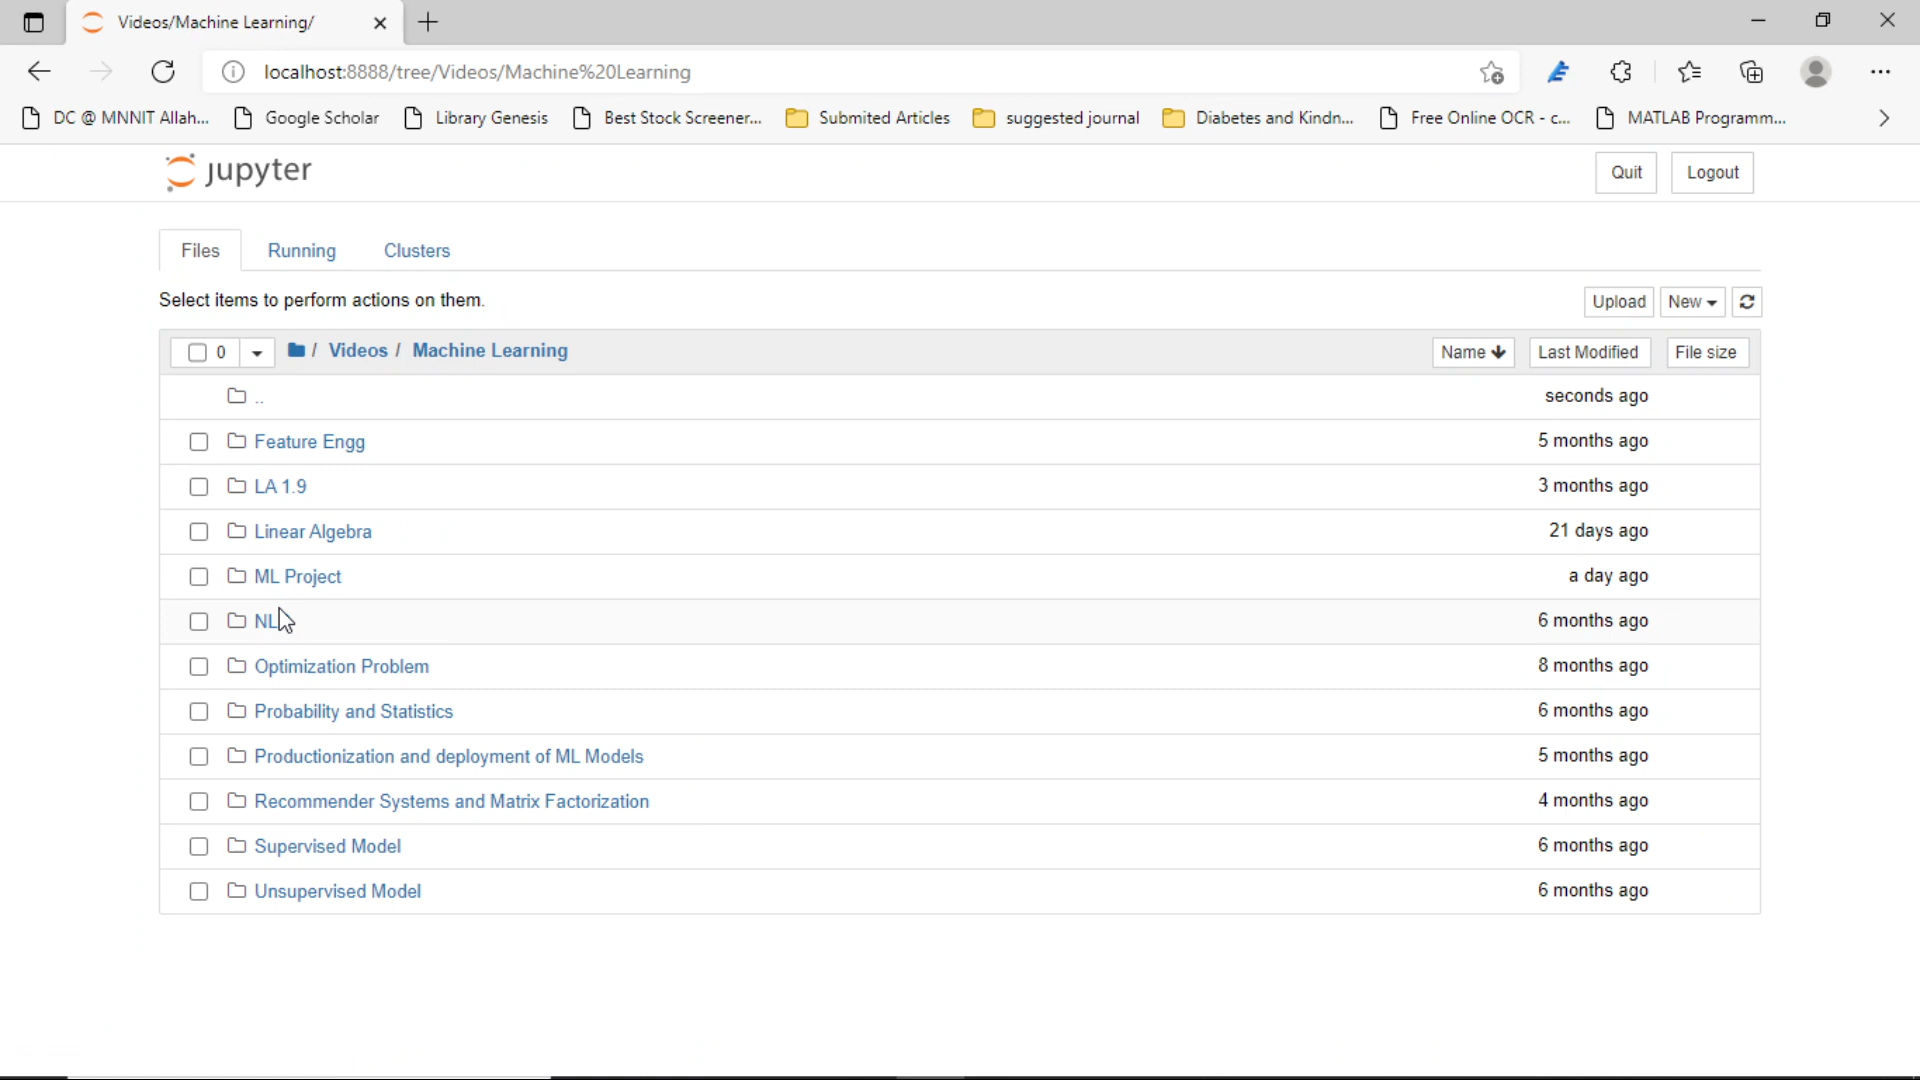 Videos/Machine Learning/
localhost:8888/tree/Videos/Machine%20Learning
DC @ MNNIT Allah... Google Scholar Library Genesis Best Stock Screener... Submited Articles suggested journal Diabetes and Kindn... Free Online OCR - c... MATLAB Programm...
jupyter Quit Logout
Files Running Clusters
Select items to perform actions on them. Upload New
0 / Videos / Machine Learning Name Last Modified File size
.. seconds ago
Feature Engg 5 months ago
LA 1.9 3 months ago
Linear Algebra 21 days ago
ML Project a day ago
NL 6 months ago
Optimization Problem 8 months ago
Probability and Statistics 6 months ago
Productionization and deployment of ML Models 5 months ago
Recommender Systems and Matrix Factorization 4 months ago
Supervised Model 6 months ago
Unsupervised Model 6 months ago